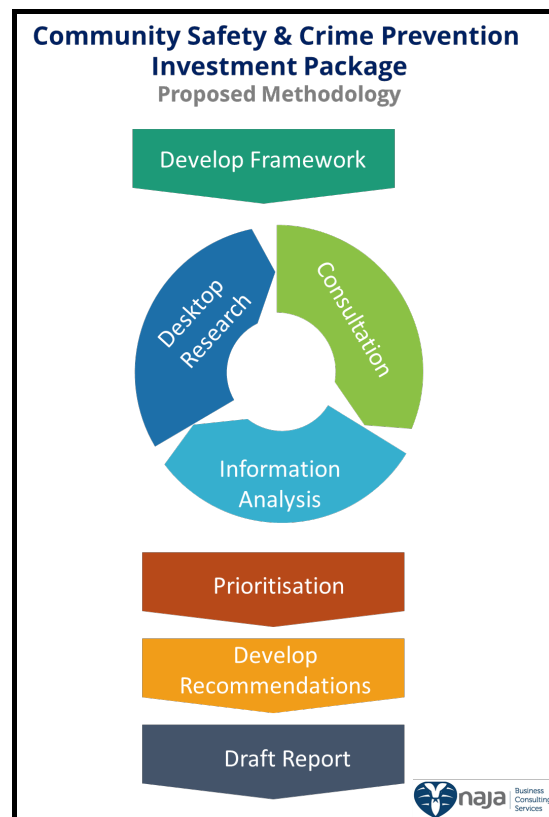 Community Safety & Crime Prevention
Investment Package
Proposed Methodology
Develop Framework
Desktop
Research
Consultation
Information
Analysis
Prioritisation
Develop
Recommendations
Draft Report
naja
Business
Consulting
Services